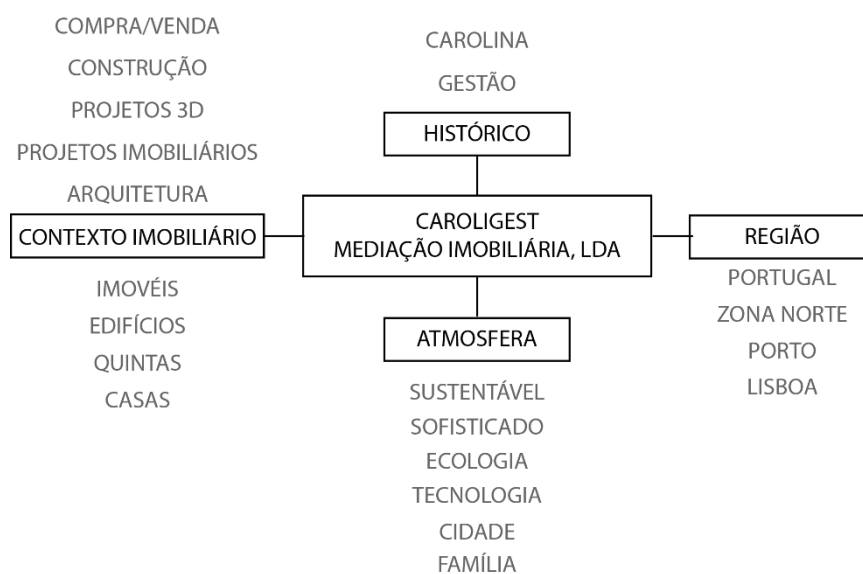 COMPRA/VENDA
CONSTRUÇÃO
PROJETOS 3D
PROJETOS IMOBILIÁRIOS
ARQUITETURA
CONTEXTO IMOBILIÁRIO
IMOVÉIS
EDIFÍCIOS
QUINTAS
CASAS
CAROLINA
GESTÃO
HISTÓRICO
CAROLIGEST
MEDIAÇÃO IMOBILIÁRIA, LDA
ATMOSFERA
SUSTENTÁVEL
SOFISTICADO
ECOLOGIA
TECNOLOGIA
CIDADE
FAMÍLIA
REGIÃO
PORTUGAL
ZONA NORTE
PORTO
LISBOA